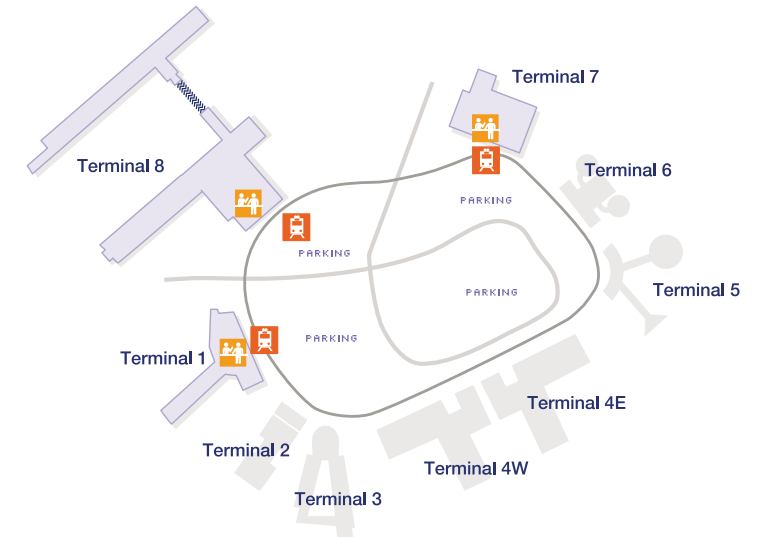 Terminal 7
Terminal 8
Terminal 6
PARKING
PARKING
Terminal 5
PARKING
PARKING
Terminal 1
Terminal 4E
Terminal 2
Terminal 4W
Terminal 3